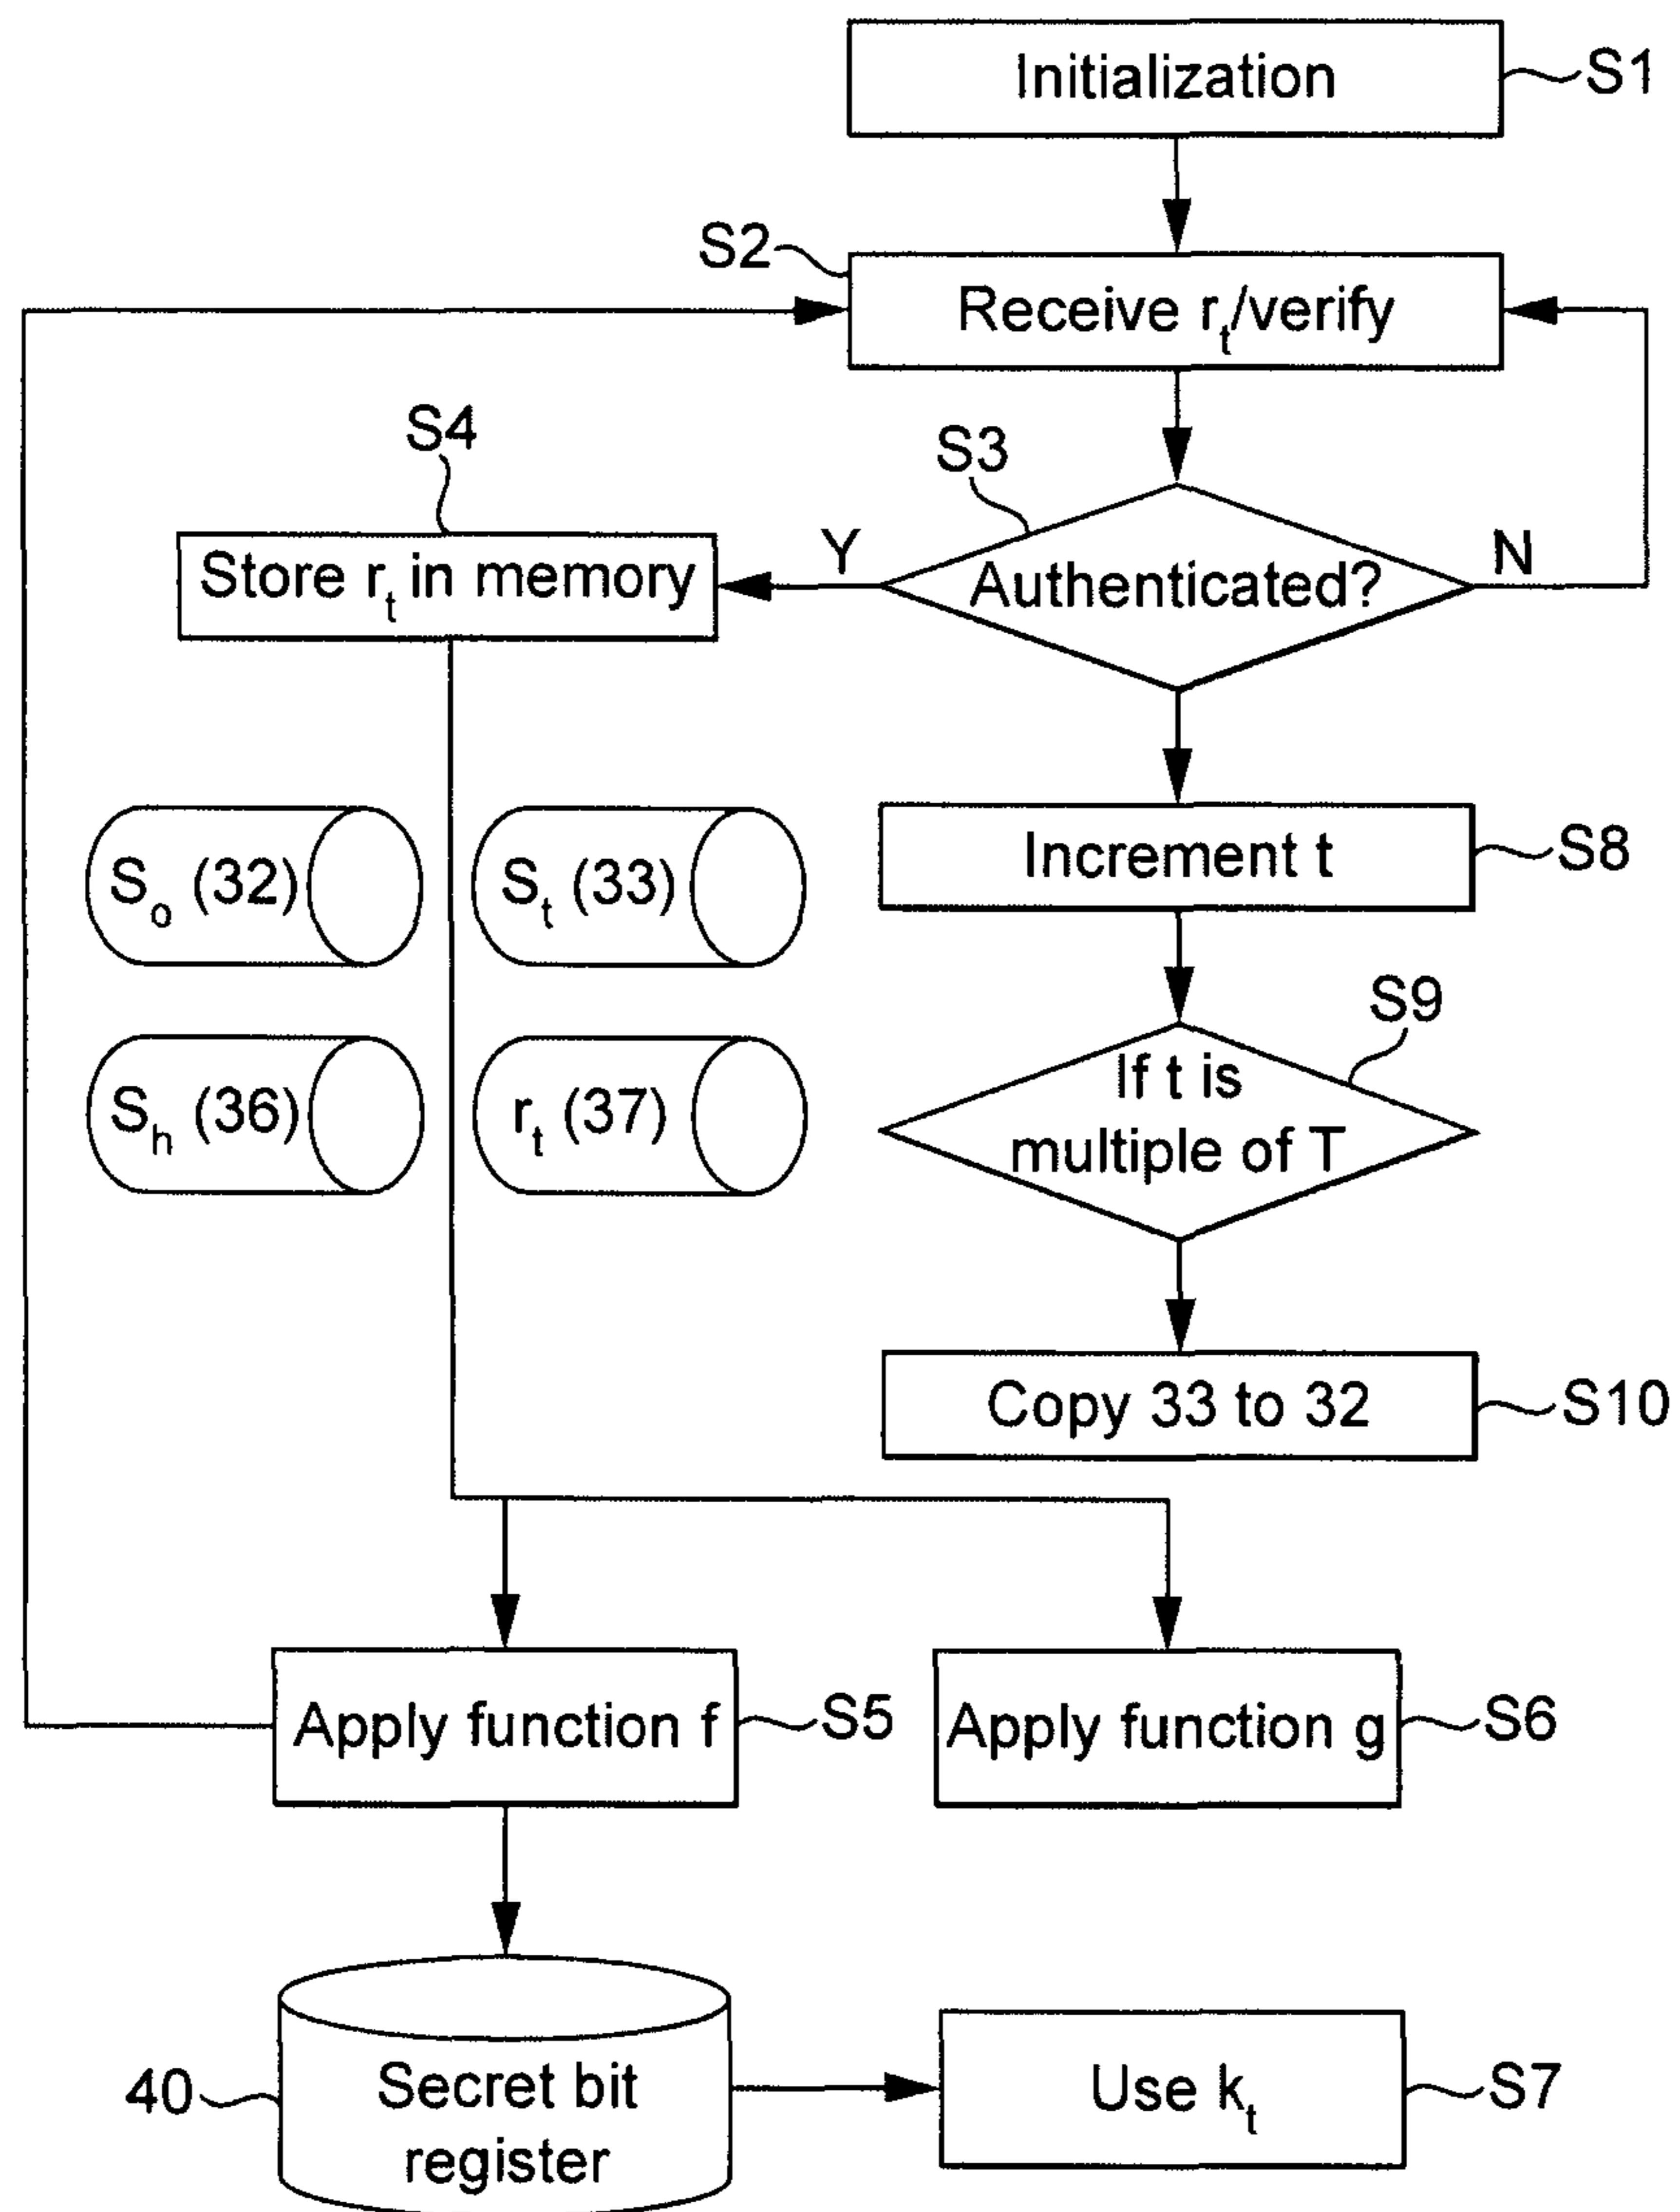 Initialization
S1
S2
Receive rₜ/verify
S4
S3
Store rₜ in memory
Y
Authenticated?
N
Sₒ (32)
Sₜ (33)
Increment t
S8
S9
Sₕ (36)
rₜ (37)
If t is
multiple of T
Copy 33 to 32
S10
Apply function f
S5
Apply function g
S6
40
Secret bit
register
Use kₜ
S7